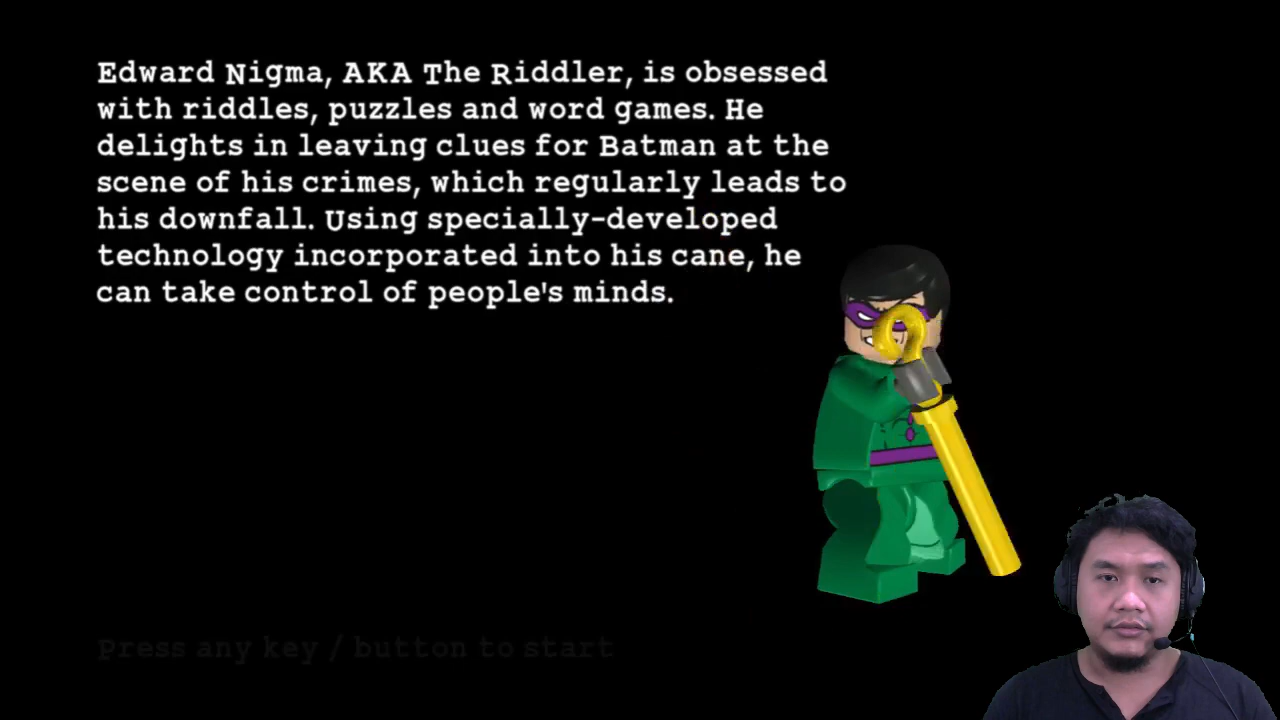 Edward Nigma, AKA The Riddler, is obsessed
with riddles, puzzles and word games. He
delights in leaving clues for Batman at the
scene of his crimes, which regularly leads to
his downfall. Using specially-developed
technology incorporated into his cane, he
can take control of people's minds.
Press any key / button to start